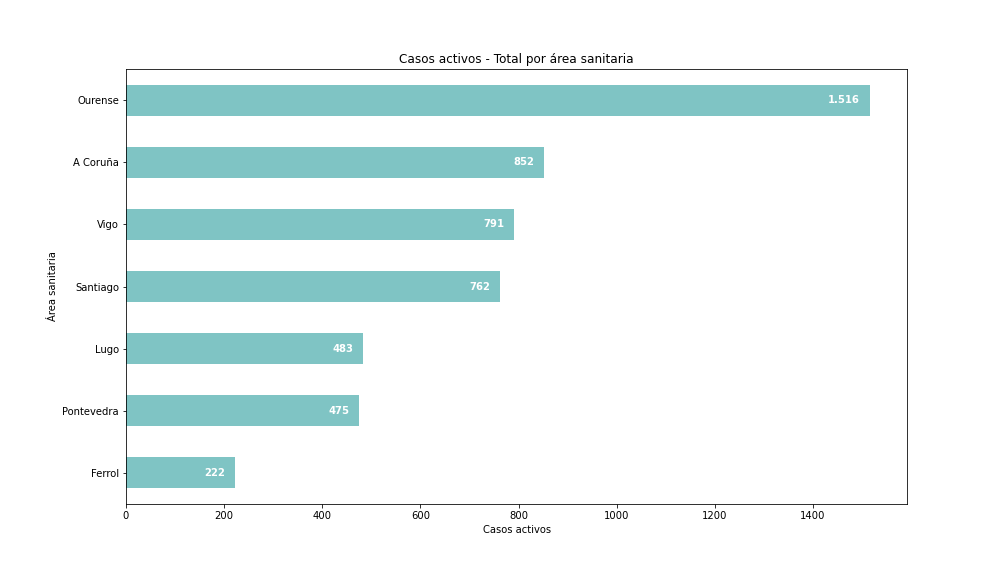 Casos activos - Total por área sanitaria
Ourense 1.516
A Coruña 852
Vigo 791
Santiago 762
Lugo 483
Pontevedra 475
Ferrol 222
Área sanitaria
0 200 400 600 800 1000 1200 1400
Casos activos